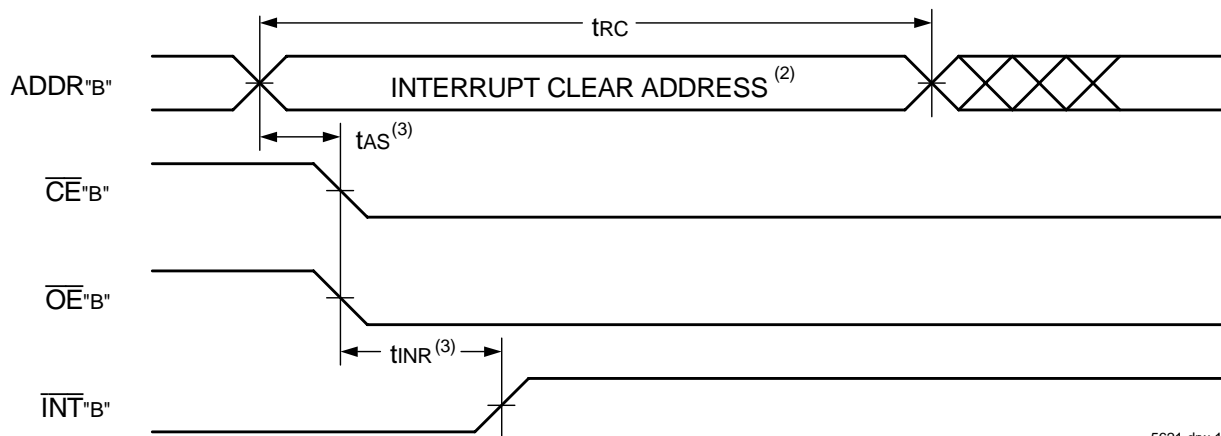 tRC
ADDR"B"
INTERRUPT CLEAR ADDRESS (2)
tAS(3)
CE"B"
OE"B"
tINR(3)
INT"B"